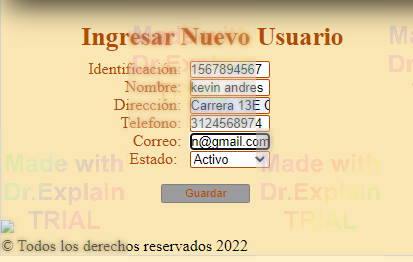 Made with
Ingresar Nuevo Usuario
Dr.Explain
Identificación: 1567894567
TRIAL
Nombre: kevin andres
Dirección: Carrera 13E
Telefono: 3124568974
Correo: n@gmail.com
Estado: Activo
Made with Made with
Dr.Explain Dr.Explain
Guardar
TRIAL TRIAL
© Todos los derechos reservados 2022